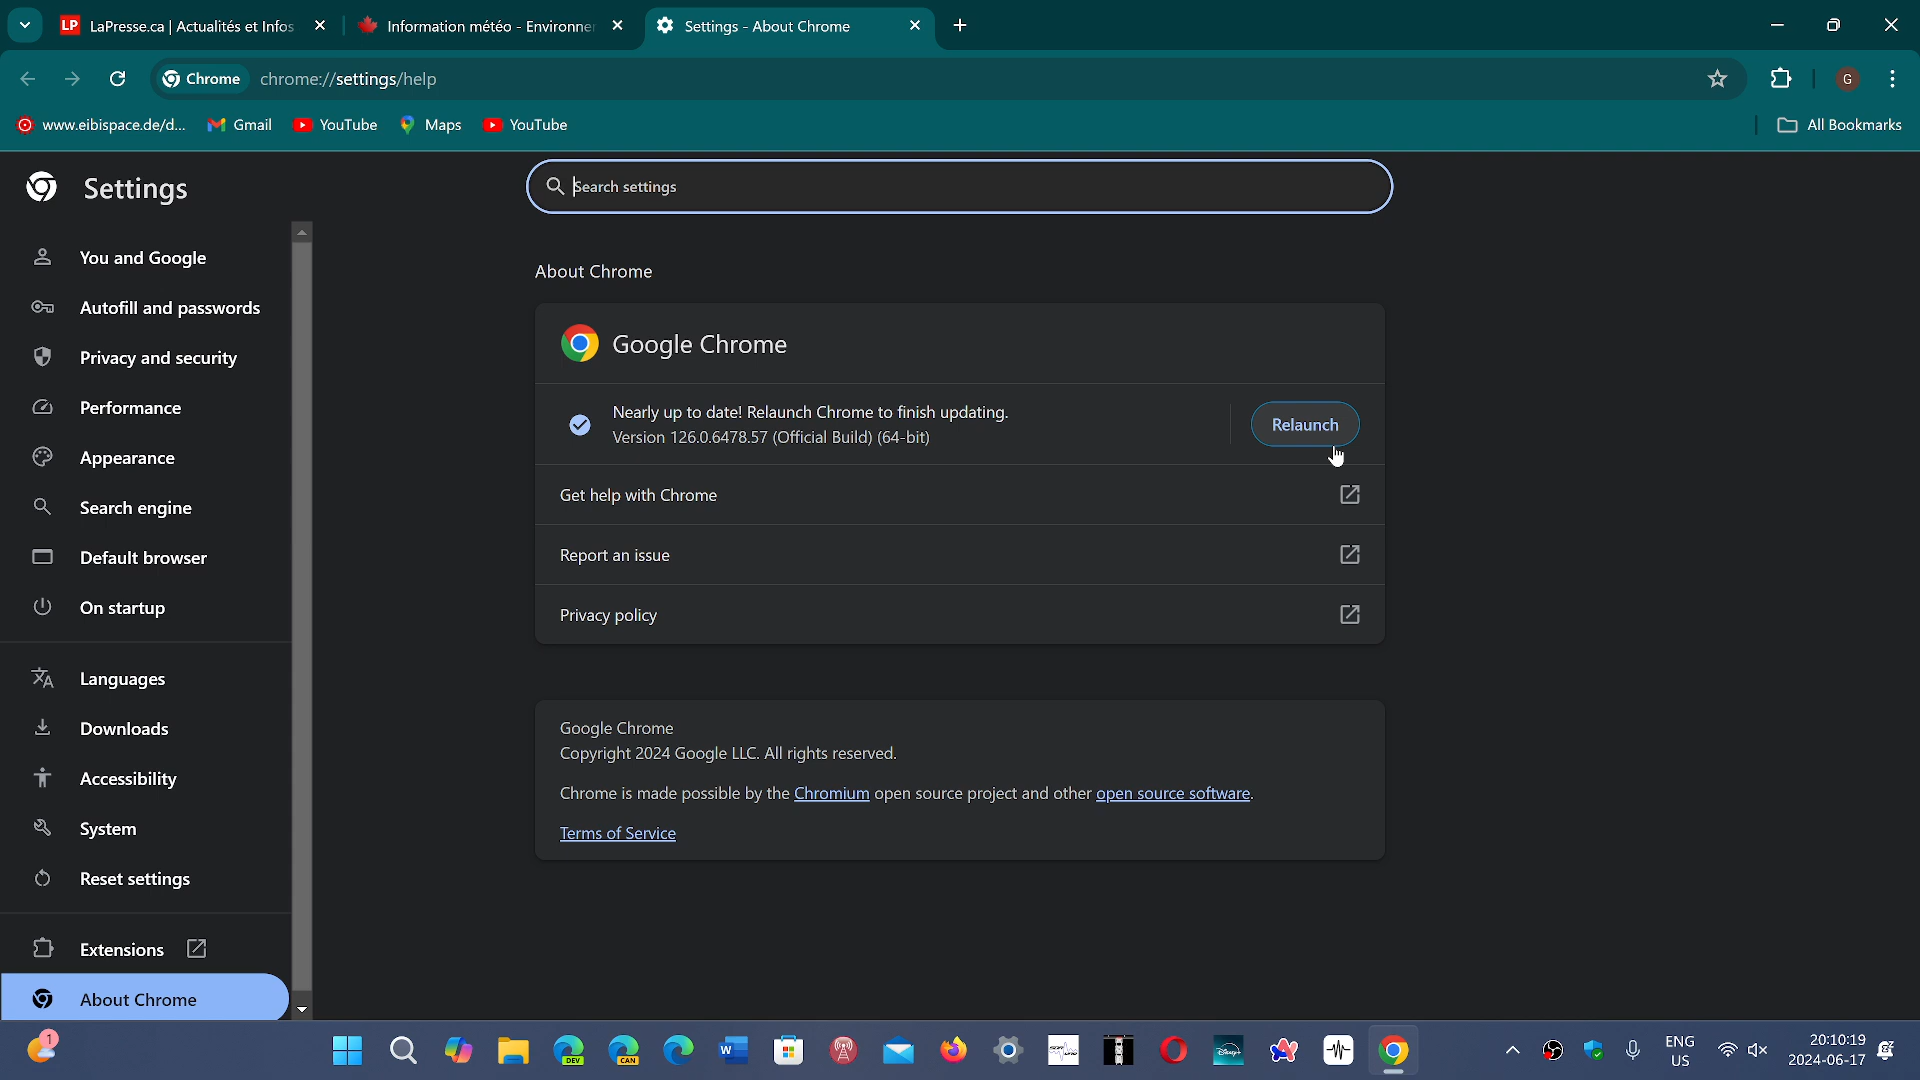 LP LaPresse.ca | Actualités et Infos
Information météo - Environne
Settings - About Chrome
Chrome
chrome://settings/help
G
www.eibispace.de/d...
Gmail
YouTube
Maps
YouTube
All Bookmarks
Settings
Search settings
You and Google
Autofill and passwords
Privacy and security
Performance
Appearance
Search engine
Default browser
On startup
Languages
Downloads
Accessibility
System
Reset settings
Extensions
About Chrome
About Chrome
Google Chrome
Nearly up to date! Relaunch Chrome to finish updating.
Version 126.0.6478.57 (Official Build) (64-bit)
Relaunch
Get help with Chrome
Report an issue
Privacy policy
Google Chrome
Copyright 2024 Google LLC. All rights reserved.
Chrome is made possible by the Chromium open source project and other open source software.
Terms of Service
1
DEV
CAN
W
Disney+
ENG
US
20:10:19
2024-06-17